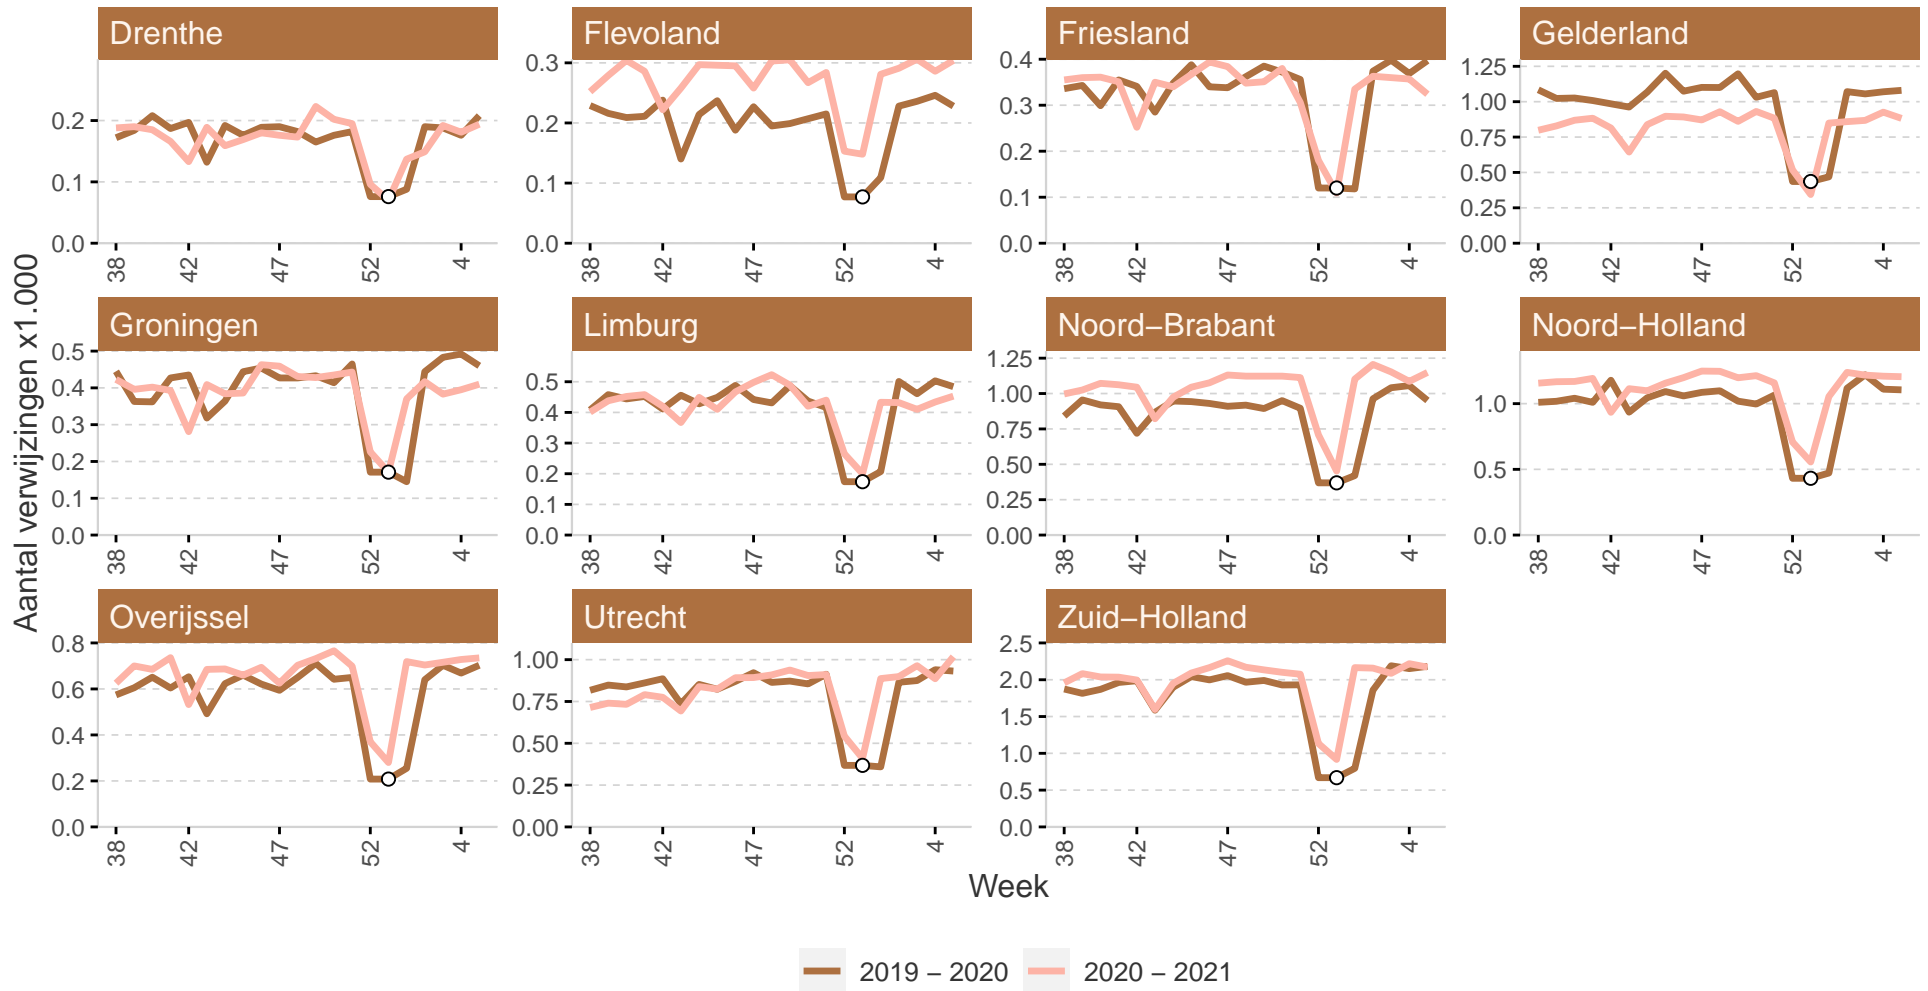 Drenthe
Flevoland
Friesland
Gelderland
0.0 0.1 0.2
0.0 0.1 0.2 0.3
0.0 0.1 0.2 0.3 0.4
0.00 0.25 0.50 0.75 1.00 1.25
38 42 47 52 4
38 42 47 52 4
38 42 47 52 4
38 42 47 52 4
Groningen
Limburg
Noord−Brabant
Noord−Holland
0.0 0.1 0.2 0.3 0.4 0.5
0.0 0.1 0.2 0.3 0.4 0.5
0.00 0.25 0.50 0.75 1.00 1.25
0.0 0.5 1.0
38 42 47 52 4
38 42 47 52 4
38 42 47 52 4
38 42 47 52 4
Overijssel
Utrecht
Zuid−Holland
0.0 0.2 0.4 0.6 0.8
0.00 0.25 0.50 0.75 1.00
0.0 0.5 1.0 1.5 2.0 2.5
38 42 47 52 4
38 42 47 52 4
38 42 47 52 4
Aantal verwijzingen x1.000
Week
2019 − 2020
2020 − 2021